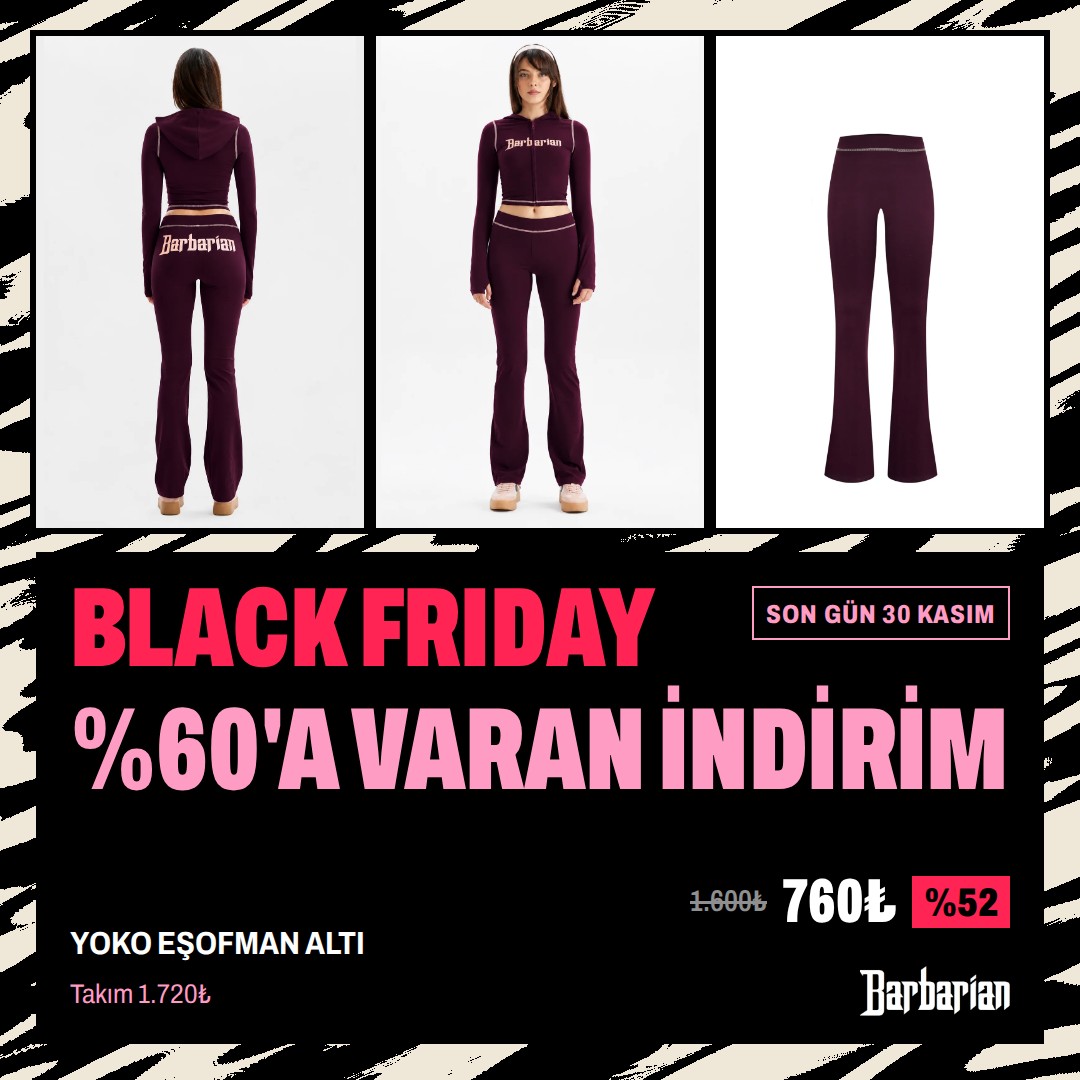 Barbarian
Barbarian
BLACK FRIDAY
SON GÜN 30 KASIM
%60'A VARAN İNDİRİM
1.600₺ 760₺ %52
YOKO EŞOFMAN ALTI
Takım 1.720₺
Barbarian